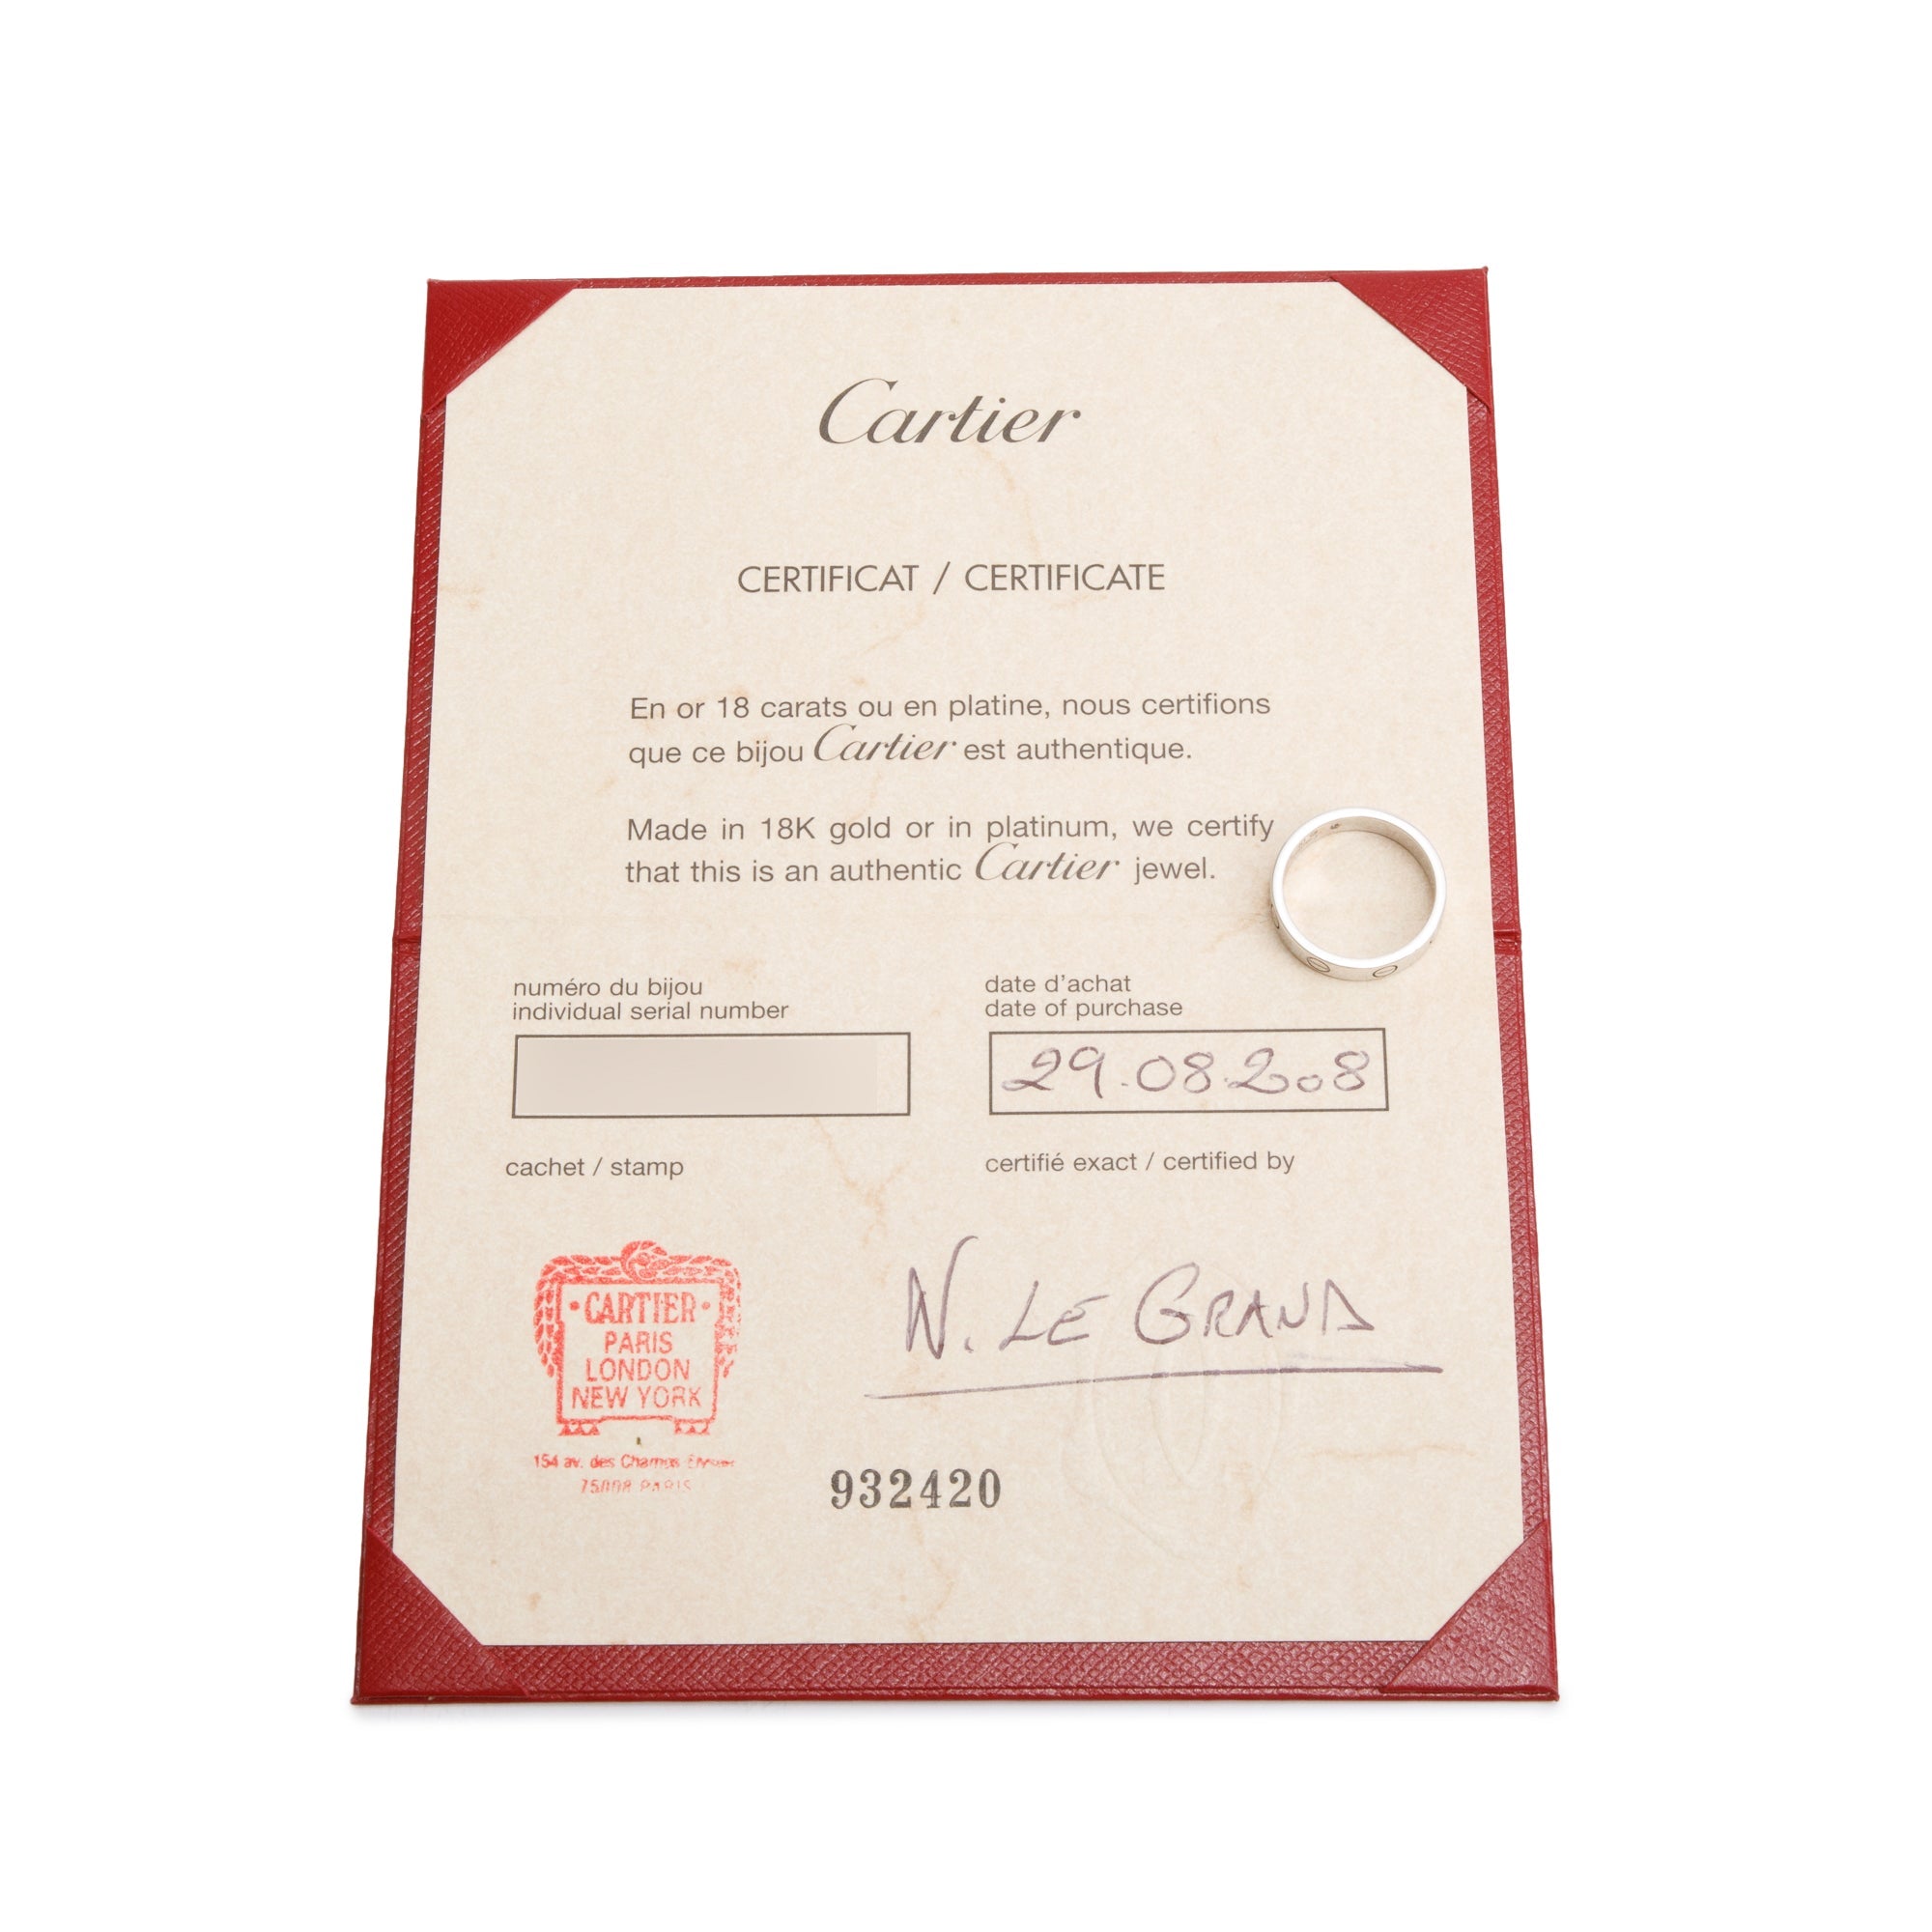 Cartier
CERTIFICAT / CERTIFICATE
En or 18 carats ou en platine, nous certifions
que ce bijou Cartier est authentique.
Made in 18K gold or in platinum, we certify
that this is an authentic Cartier jewel.
numéro du bijou
individual serial number
date d'achat
date of purchase
29.08.2008
cachet / stamp
certifié exact / certified by
• CARTIER •
PARIS
LONDON
NEW YORK
154 av. des Champs
75008 PARIS
N. LE GRAND
932420